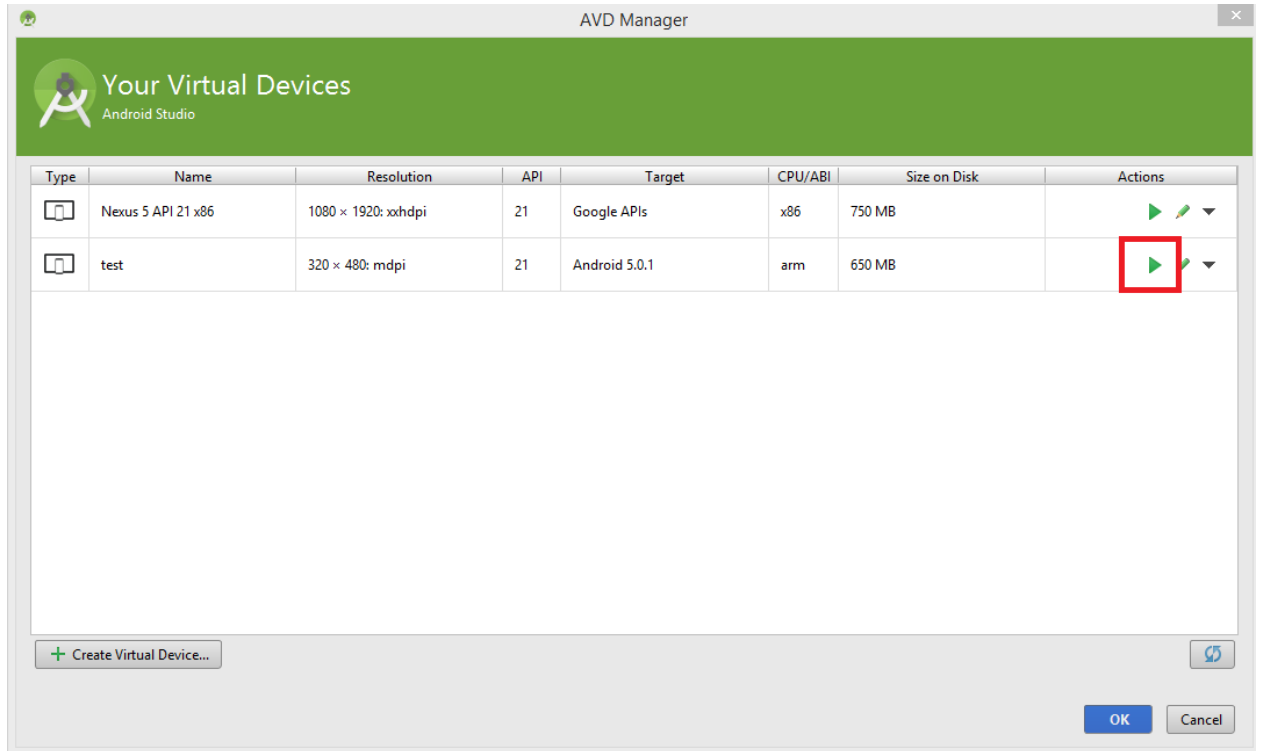 AVD Manager
Your Virtual Devices
Android Studio
Type Name Resolution API Target CPU/ABI Size on Disk Actions
Nexus 5 API 21 x86 1080 × 1920: xxhdpi 21 Google APIs x86 750 MB
test 320 × 480: mdpi 21 Android 5.0.1 arm 650 MB
Create Virtual Device...
OK Cancel